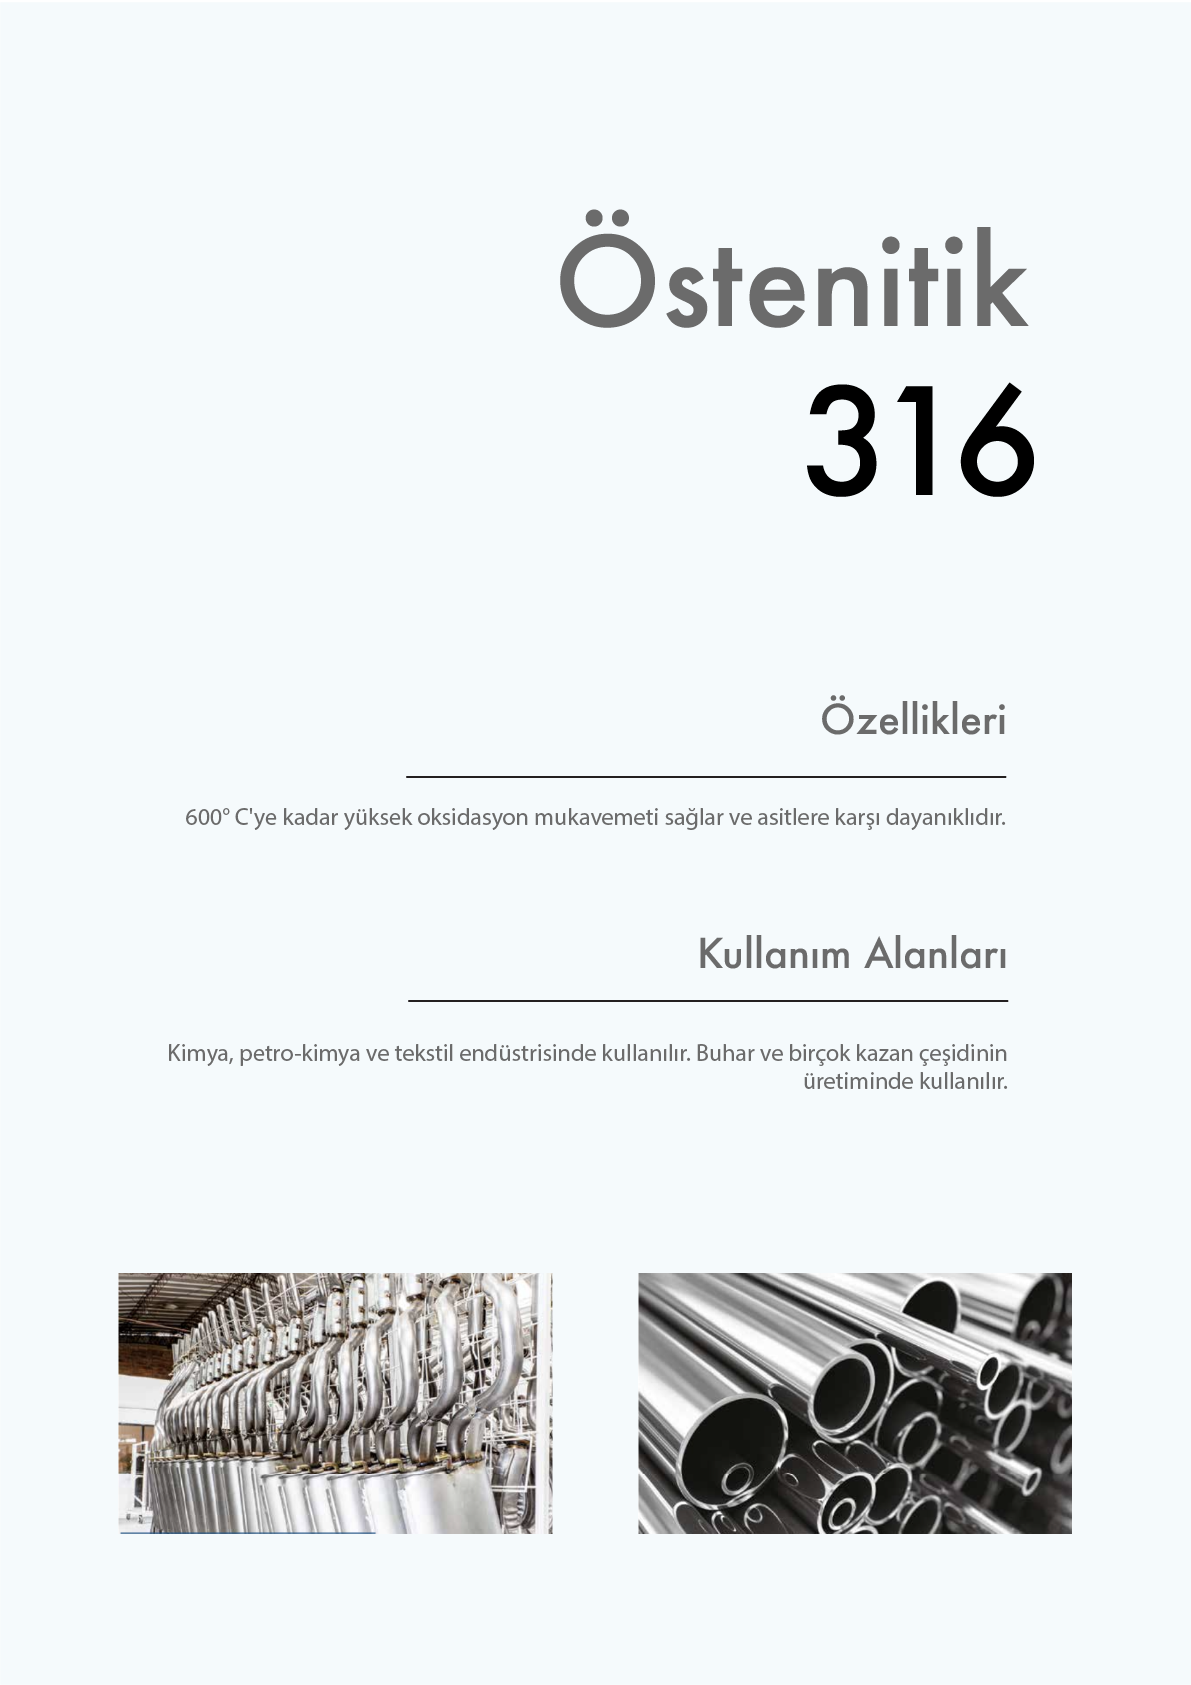 Östenitik
316
Özellikleri
600° C'ye kadar yüksek oksidasyon mukavemeti sağlar ve asitlere karşı dayanıklıdır.
Kullanım Alanları
Kimya, petro-kimya ve tekstil endüstrisinde kullanılır. Buhar ve birçok kazan çeşidinin
üretiminde kullanılır.